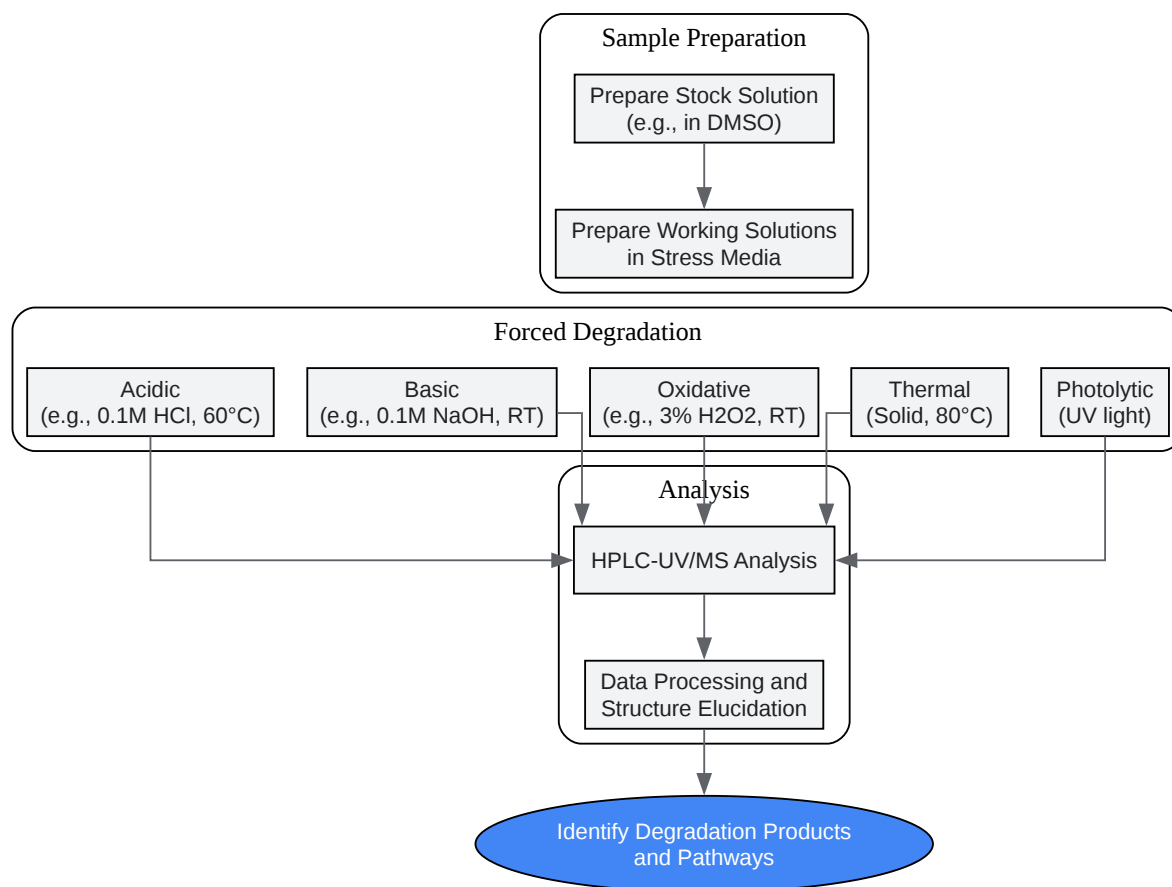 Sample Preparation
Prepare Stock Solution
(e.g., in DMSO)
Prepare Working Solutions
in Stress Media
Forced Degradation
Acidic
(e.g., 0.1M HCl, 60°C)
Basic
(e.g., 0.1M NaOH, RT)
Oxidative
(e.g., 3% H2O2, RT)
Thermal
(Solid, 80°C)
Photolytic
(UV light)
Analysis
HPLC-UV/MS Analysis
Data Processing and
Structure Elucidation
Identify Degradation Products
and Pathways